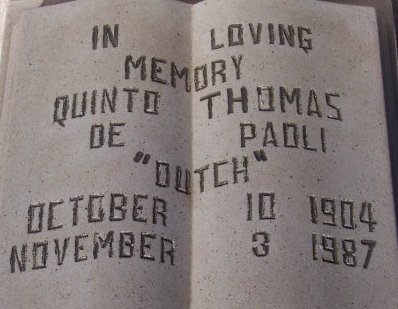 IN LOVING
MEMORY
QUINTO THOMAS
DE PAOLI
"DUTCH"
OCTOBER 10 1904
NOVEMBER 3 1987